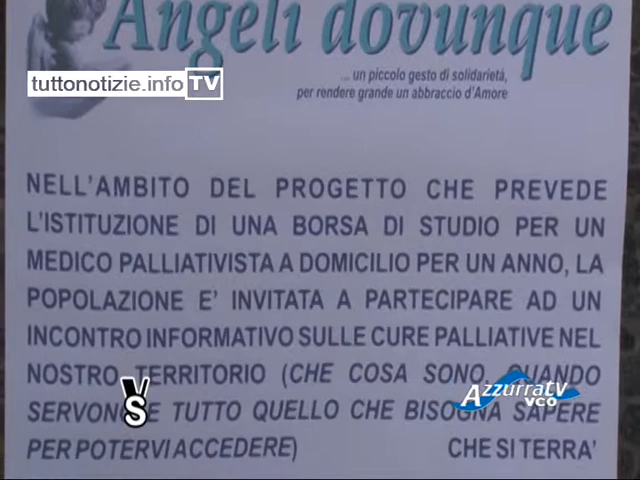 Angeli dovunque
... un piccolo gesto di solidarietà,
per rendere grande un abbraccio d'Amore
tuttonotizie.info TV
NELL'AMBITO DEL PROGETTO CHE PREVEDE
L'ISTITUZIONE DI UNA BORSA DI STUDIO PER UN
MEDICO PALLIATIVISTA A DOMICILIO PER UN ANNO, LA
POPOLAZIONE E' INVITATA A PARTECIPARE AD UN
INCONTRO INFORMATIVO SULLE CURE PALLIATIVE NEL
NOSTRO TERRITORIO (CHE COSA SONO, QUANDO
SERVONO E TUTTO QUELLO CHE BISOGNA SAPERE
PER POTERVI ACCEDERE) CHE SI TERRA'
VS
Azzurratv
VCO